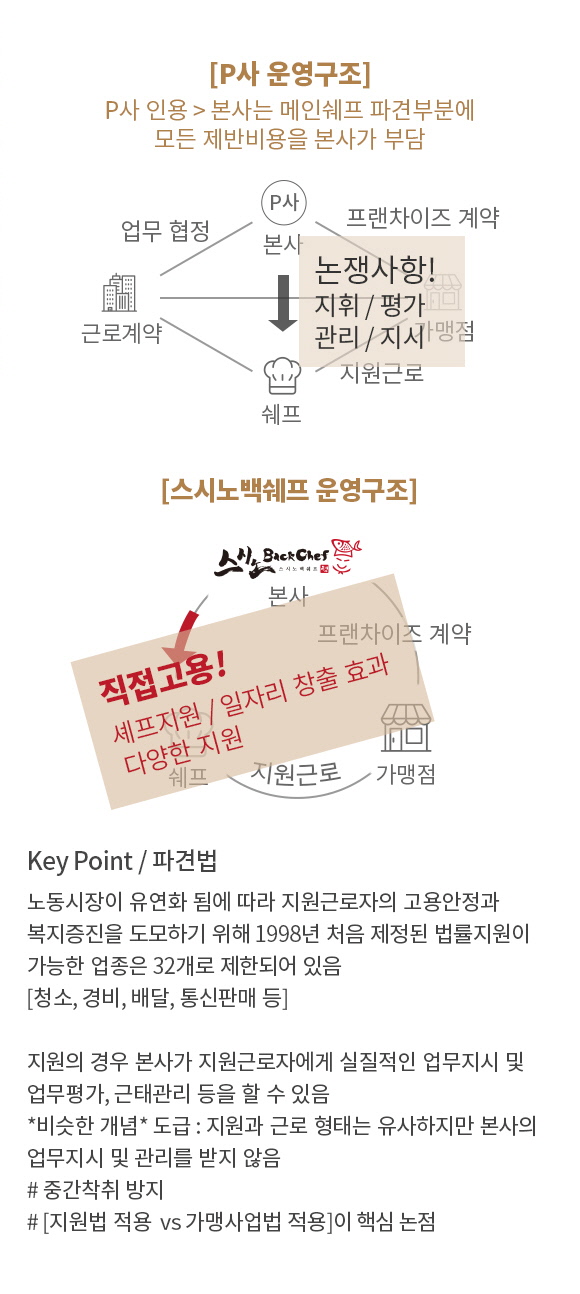 [P사 운영구조]
P사 인용 > 본사는 메인쉐프 파견부분에
모든 제반비용을 본사가 부담
P사
업무 협정
프랜차이즈 계약
본사
논쟁사항!
지휘 / 평가
관리 / 지시
근로계약
가맹점
지원근로
쉐프
[스시노백쉐프 운영구조]
스시노 BackChef
스시노백쉐프
본사
프랜차이즈 계약
직접고용!
셰프지원 / 일자리 창출 효과
다양한 지원
쉐프
지원근로
가맹점
Key Point / 파견법
노동시장이 유연화 됨에 따라 지원근로자의 고용안정과
복지증진을 도모하기 위해 1998년 처음 제정된 법률지원이
가능한 업종은 32개로 제한되어 있음
[청소, 경비, 배달, 통신판매 등]
지원의 경우 본사가 지원근로자에게 실질적인 업무지시 및
업무평가, 근태관리 등을 할 수 있음
*비슷한 개념* 도급 : 지원과 근로 형태는 유사하지만 본사의
업무지시 및 관리를 받지 않음
# 중간착취 방지
# [지원법 적용 vs 가맹사업법 적용]이 핵심 논점